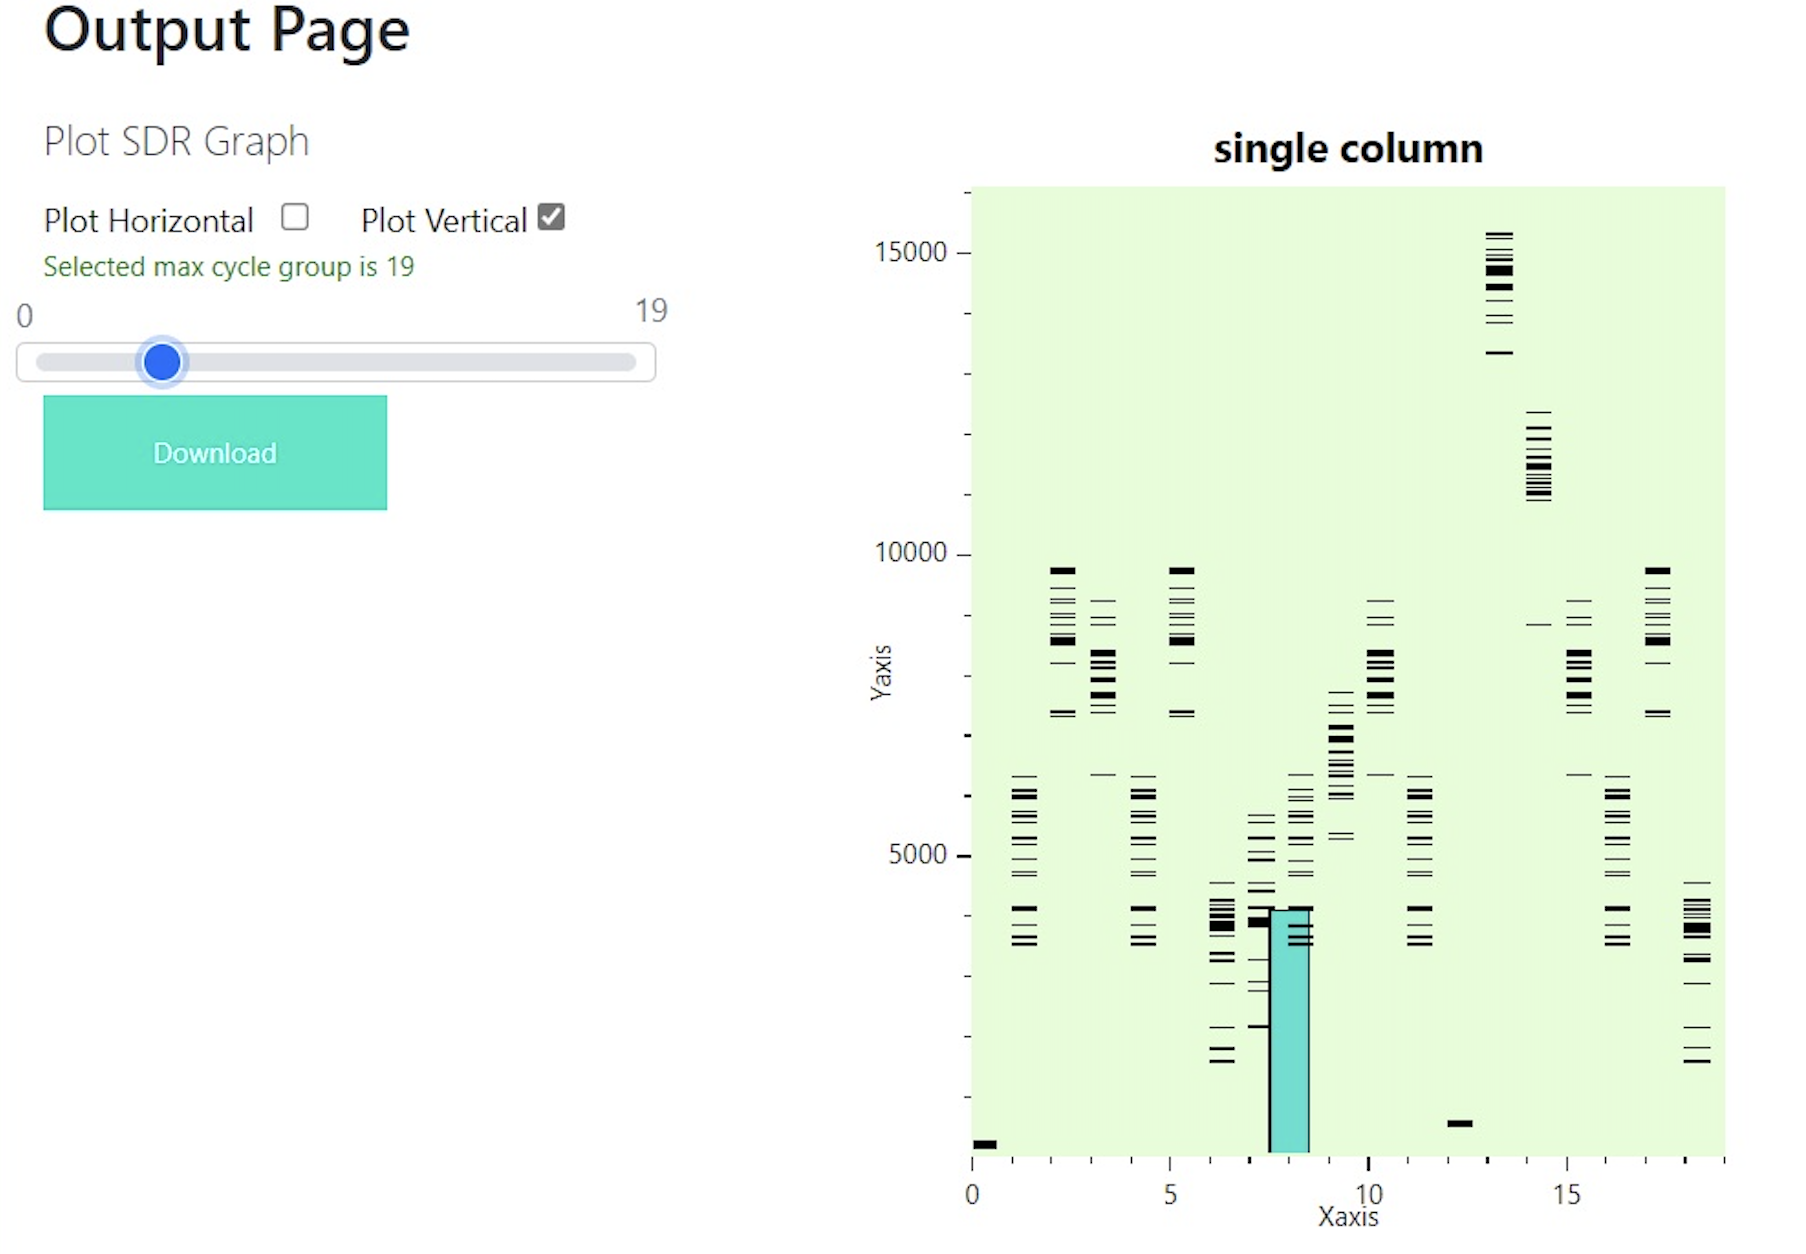 Output Page
Plot SDR Graph
Plot Horizontal Plot Vertical
Selected max cycle group is 19
0 19
Download
single column
15000
10000
Yaxis
5000
0 5 10 15
Xaxis